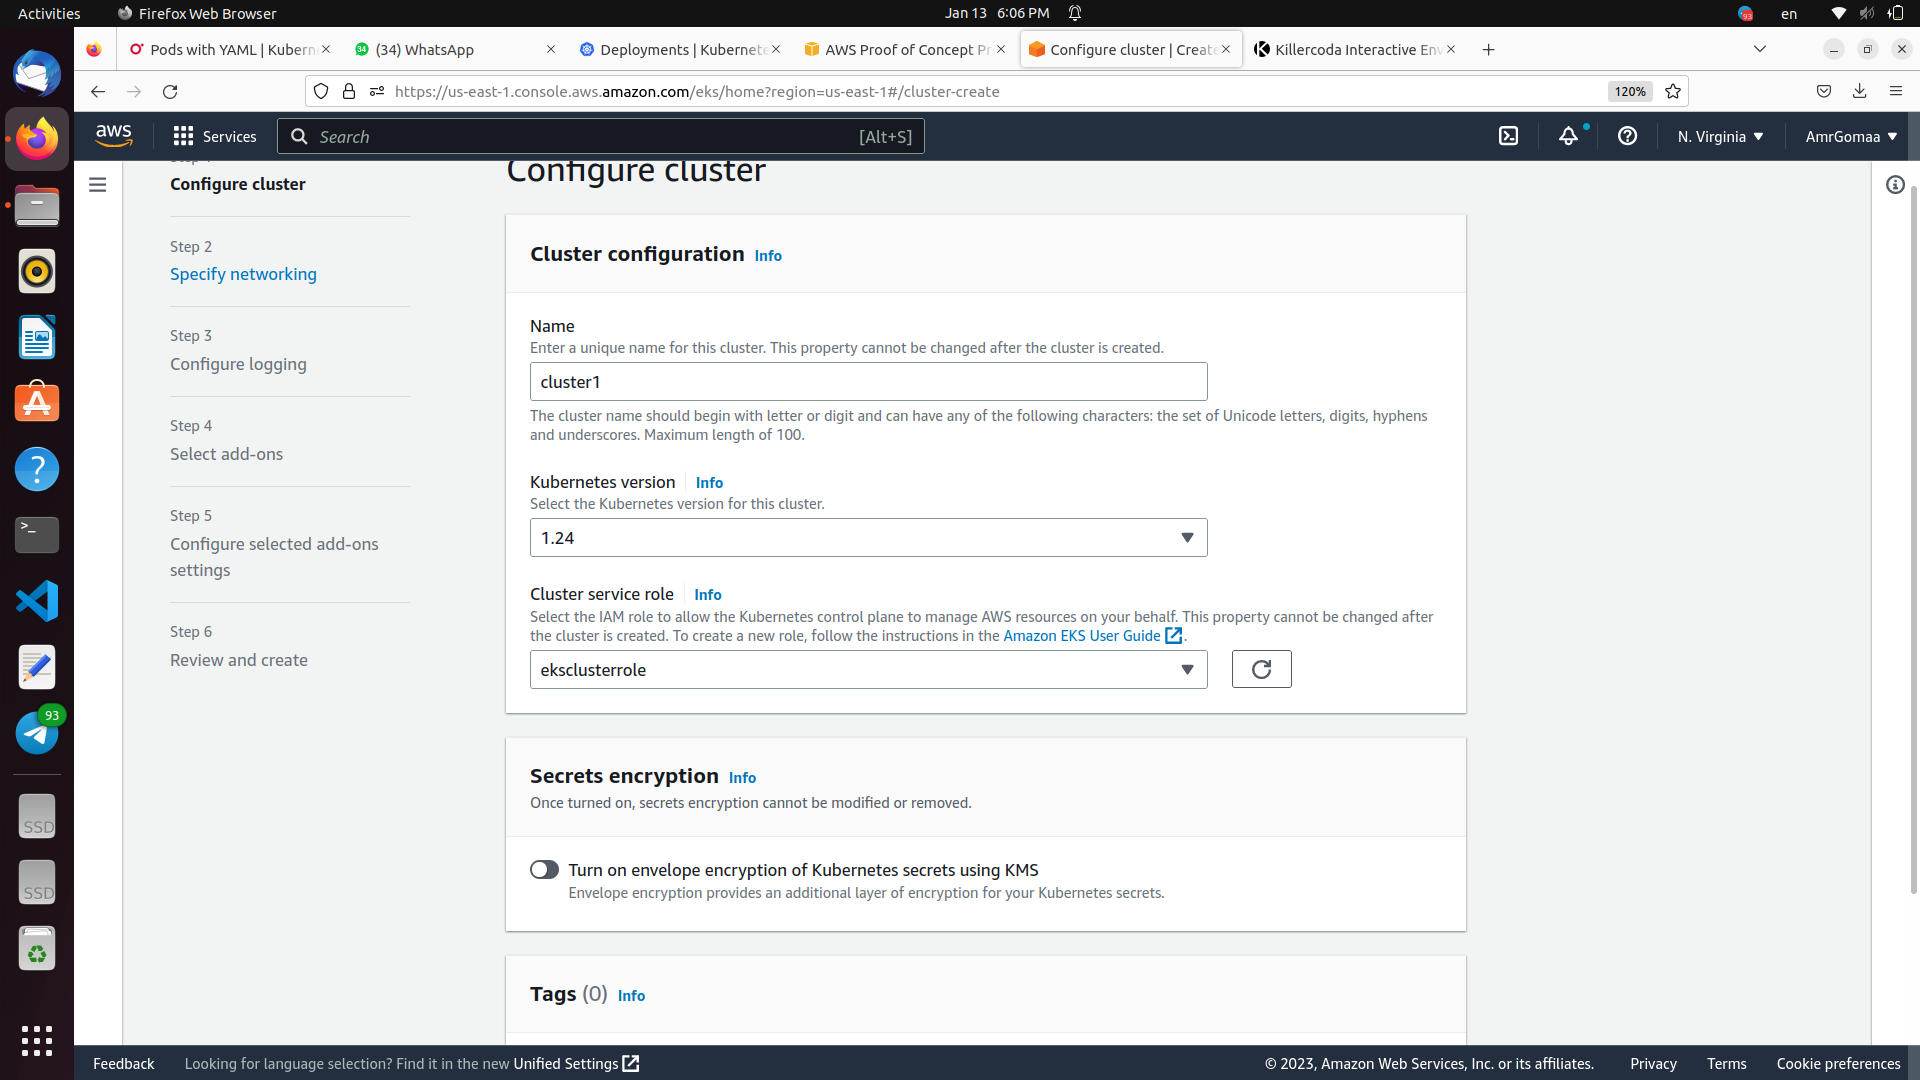 Activities
Firefox Web Browser
Jan 13 6:06 PM
93
en
Pods with YAML | Kubern
34
(34) WhatsApp
Deployments | Kubernete
AWS Proof of Concept Pr
Configure cluster | Create
Killercoda Interactive Env
https://us-east-1.console.aws.amazon.com/eks/home?region=us-east-1#/cluster-create
120%
aws
Services
Search
[Alt+S]
N. Virginia
AmrGomaa
Configure cluster
Step 2
Specify networking
Step 3
Configure logging
Step 4
Select add-ons
Step 5
Configure selected add-ons
settings
Step 6
Review and create
Configure cluster
Cluster configuration Info
Name
Enter a unique name for this cluster. This property cannot be changed after the cluster is created.
cluster1
The cluster name should begin with letter or digit and can have any of the following characters: the set of Unicode letters, digits, hyphens
and underscores. Maximum length of 100.
Kubernetes version Info
Select the Kubernetes version for this cluster.
1.24
Cluster service role Info
Select the IAM role to allow the Kubernetes control plane to manage AWS resources on your behalf. This property cannot be changed after
the cluster is created. To create a new role, follow the instructions in the Amazon EKS User Guide .
eksclusterrole
Secrets encryption Info
Once turned on, secrets encryption cannot be modified or removed.
Turn on envelope encryption of Kubernetes secrets using KMS
Envelope encryption provides an additional layer of encryption for your Kubernetes secrets.
Tags (0) Info
93
SSD
SSD
Feedback
Looking for language selection? Find it in the new Unified Settings
© 2023, Amazon Web Services, Inc. or its affiliates.
Privacy
Terms
Cookie preferences